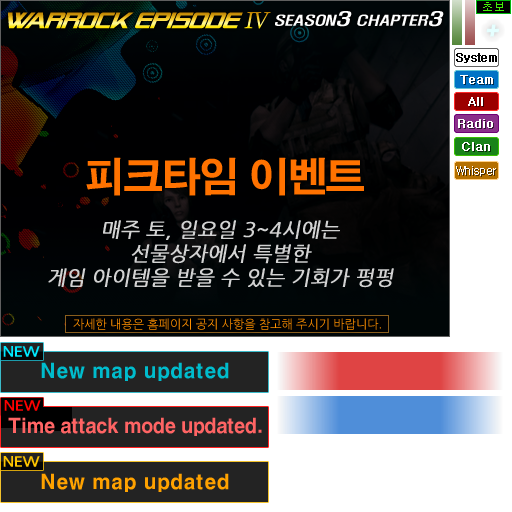 WARROCK EPISODE IV SEASON3 CHAPTER3
초보
System
Team
All
Radio
Clan
Whisper
피크타임 이벤트
매주 토, 일요일 3~4시에는
선물상자에서 특별한
게임 아이템을 받을 수 있는 기회가 펑펑
자세한 내용은 홈페이지 공지 사항을 참고해 주시기 바랍니다.
NEW
New map updated
NEW
Time attack mode updated.
NEW
New map updated